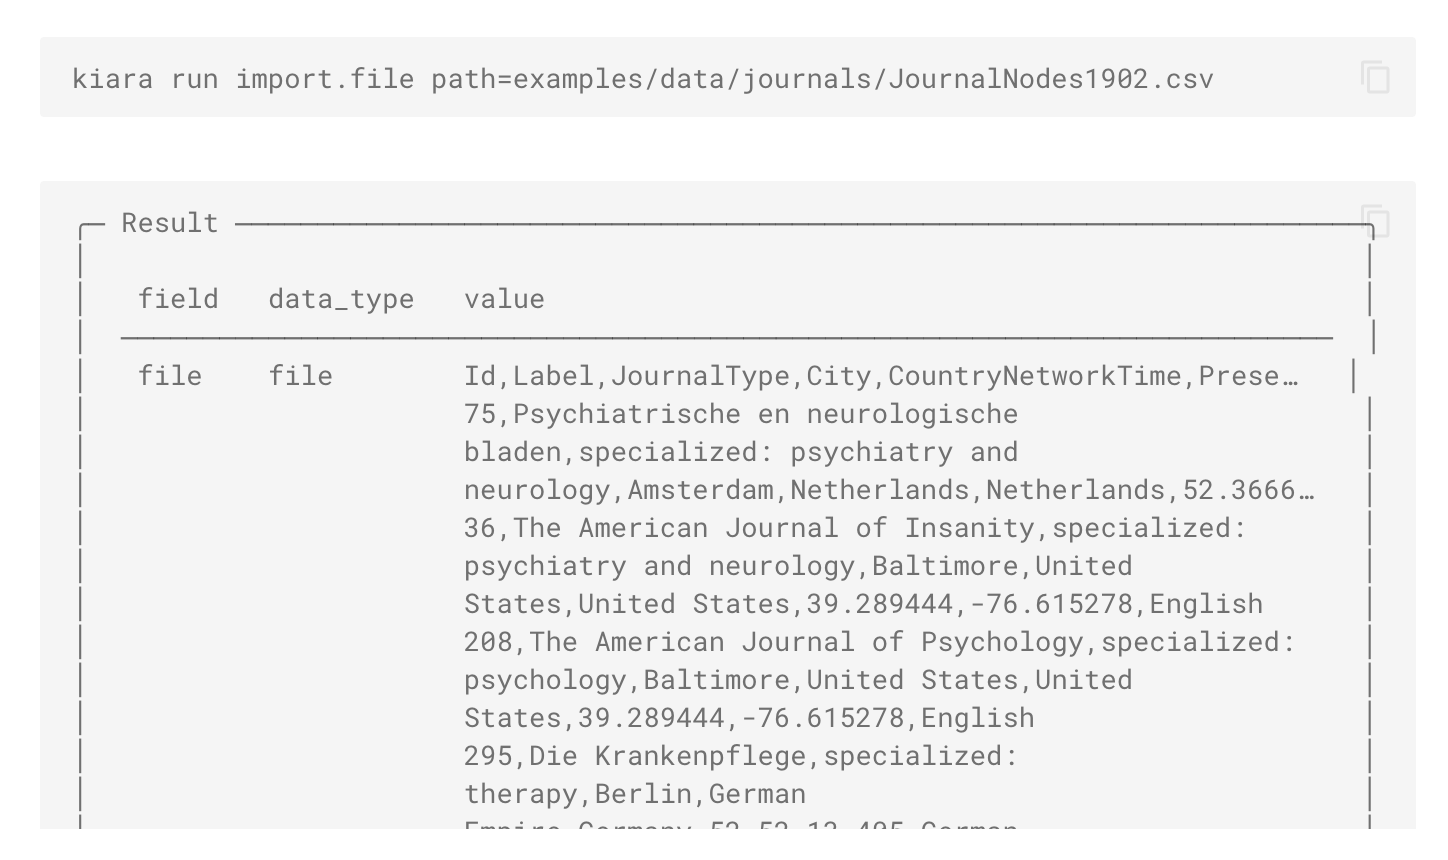 kiara run import.file path=examples/data/journals/JournalNodes1902.csv
Result
field data_type value
file file Id,Label,JournalType,City,CountryNetworkTime,Prese…
75,Psychiatrische en neurologische
bladen,specialized: psychiatry and
neurology,Amsterdam,Netherlands,Netherlands,52.3666…
36,The American Journal of Insanity,specialized:
psychiatry and neurology,Baltimore,United
States,United States,39.289444,-76.615278,English
208,The American Journal of Psychology,specialized:
psychology,Baltimore,United States,United
States,39.289444,-76.615278,English
295,Die Krankenpflege,specialized:
therapy,Berlin,German